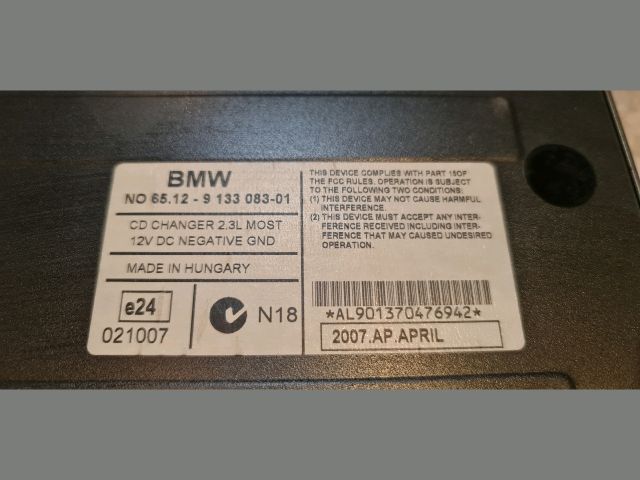 BMW
NO 65.12 - 9 133 083-01
CD CHANGER 2.3L MOST
12V DC NEGATIVE GND
MADE IN HUNGARY
e24
021007
N18
THIS DEVICE COMPLIES WITH PART 15OF
THE FCC RULES. OPERATION IS SUBJECT
TO THE FOLLOWING TWO CONDITIONS:
(1) THIS DEVICE MAY NOT CAUSE HARMFUL
INTERFERENCE.
(2) THIS DEVICE MUST ACCEPT ANY INTER-
FERENCE RECEIVED INCLUDING INTER-
FERENCE THAT MAY CAUSED UNDESIRED
OPERATION.
*AL901370476942*
2007.AP.APRIL